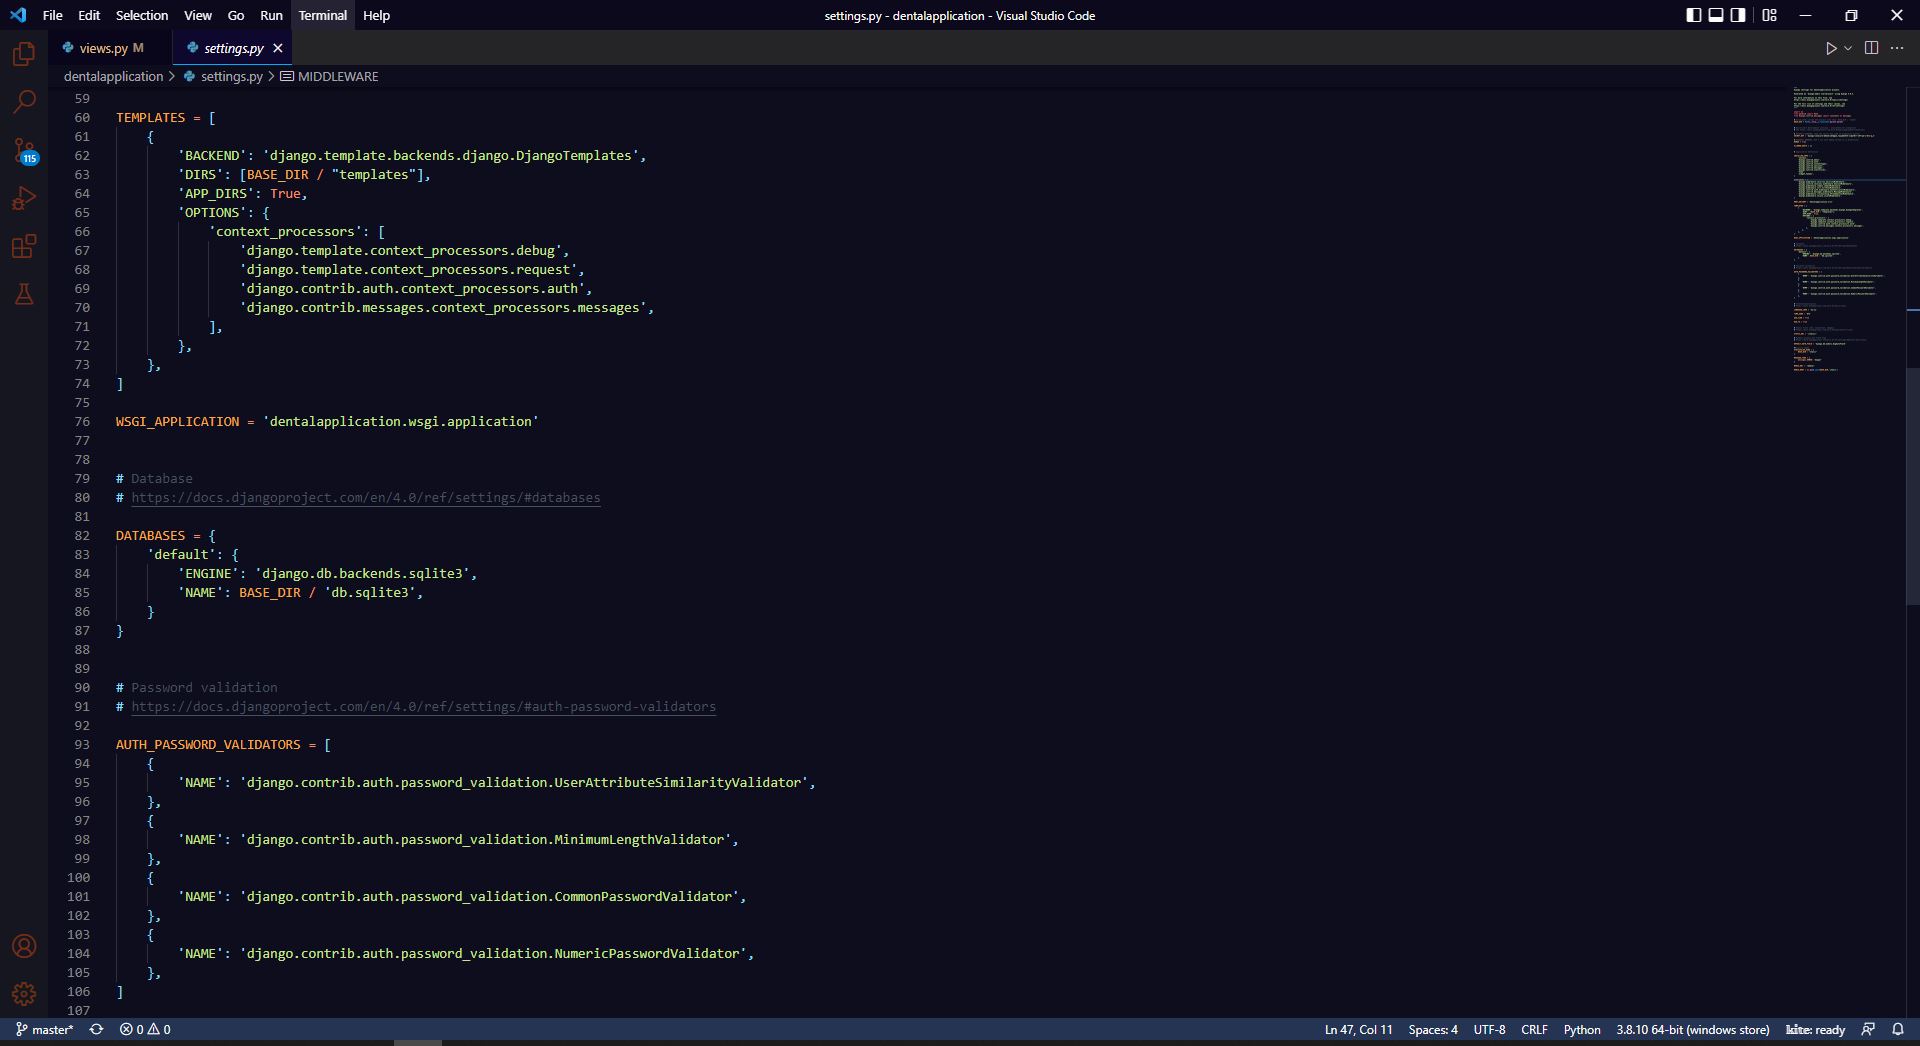 File Edit Selection View Go Run Terminal Help
settings.py - dentalapplication - Visual Studio Code
views.py M
settings.py
dentalapplication > settings.py > MIDDLEWARE
59
60 TEMPLATES = [
61 {
62 'BACKEND': 'django.template.backends.django.DjangoTemplates',
63 'DIRS': [BASE_DIR / "templates"],
64 'APP_DIRS': True,
65 'OPTIONS': {
66 'context_processors': [
67 'django.template.context_processors.debug',
68 'django.template.context_processors.request',
69 'django.contrib.auth.context_processors.auth',
70 'django.contrib.messages.context_processors.messages',
71 ],
72 },
73 },
74 ]
75
76 WSGI_APPLICATION = 'dentalapplication.wsgi.application'
77
78
79 # Database
80 # https://docs.djangoproject.com/en/4.0/ref/settings/#databases
81
82 DATABASES = {
83 'default': {
84 'ENGINE': 'django.db.backends.sqlite3',
85 'NAME': BASE_DIR / 'db.sqlite3',
86 }
87 }
88
89
90 # Password validation
91 # https://docs.djangoproject.com/en/4.0/ref/settings/#auth-password-validators
92
93 AUTH_PASSWORD_VALIDATORS = [
94 {
95 'NAME': 'django.contrib.auth.password_validation.UserAttributeSimilarityValidator',
96 },
97 {
98 'NAME': 'django.contrib.auth.password_validation.MinimumLengthValidator',
99 },
100 {
101 'NAME': 'django.contrib.auth.password_validation.CommonPasswordValidator',
102 },
103 {
104 'NAME': 'django.contrib.auth.password_validation.NumericPasswordValidator',
105 },
106 ]
107
115
master* 0 0
Ln 47, Col 11 Spaces: 4 UTF-8 CRLF Python 3.8.10 64-bit (windows store) kite: ready